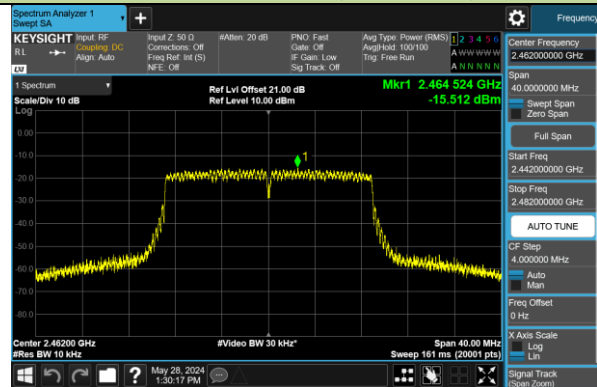 Spectrum Analyzer 1
Swept SA
Frequency
KEYSIGHT
RL
LXI
Input: RF
Coupling: DC
Align: Auto
Input Z: 50 Ω
Corrections: Off
Freq Ref: Int (S)
NFE: Off
#Atten: 20 dB
PNO: Fast
Gate: Off
IF Gain: Low
Sig Track: Off
Avg Type: Power (RMS)
Avg|Hold: 100/100
Trig: Free Run
1 2 3 4 5 6
A W W W W W
A N N N N N
1 Spectrum
Scale/Div 10 dB
Log
Ref Lvl Offset 21.00 dB
Ref Level 10.00 dBm
Mkr1 2.464 524 GHz
-15.512 dBm
0.00
-10.0
-20.0
-30.0
-40.0
-50.0
-60.0
-70.0
-80.0
1
Center 2.46200 GHz
#Res BW 10 kHz
#Video BW 30 kHz*
Span 40.00 MHz
Sweep 161 ms (20001 pts)
Center Frequency
2.462000000 GHz
Span
40.0000000 MHz
Swept Span
Zero Span
Full Span
Start Freq
2.442000000 GHz
Stop Freq
2.482000000 GHz
AUTO TUNE
CF Step
4.000000 MHz
Auto
Man
Freq Offset
0 Hz
X Axis Scale
Log
Lin
Signal Track
(Span Zoom)
?
May 28, 2024
1:30:17 PM